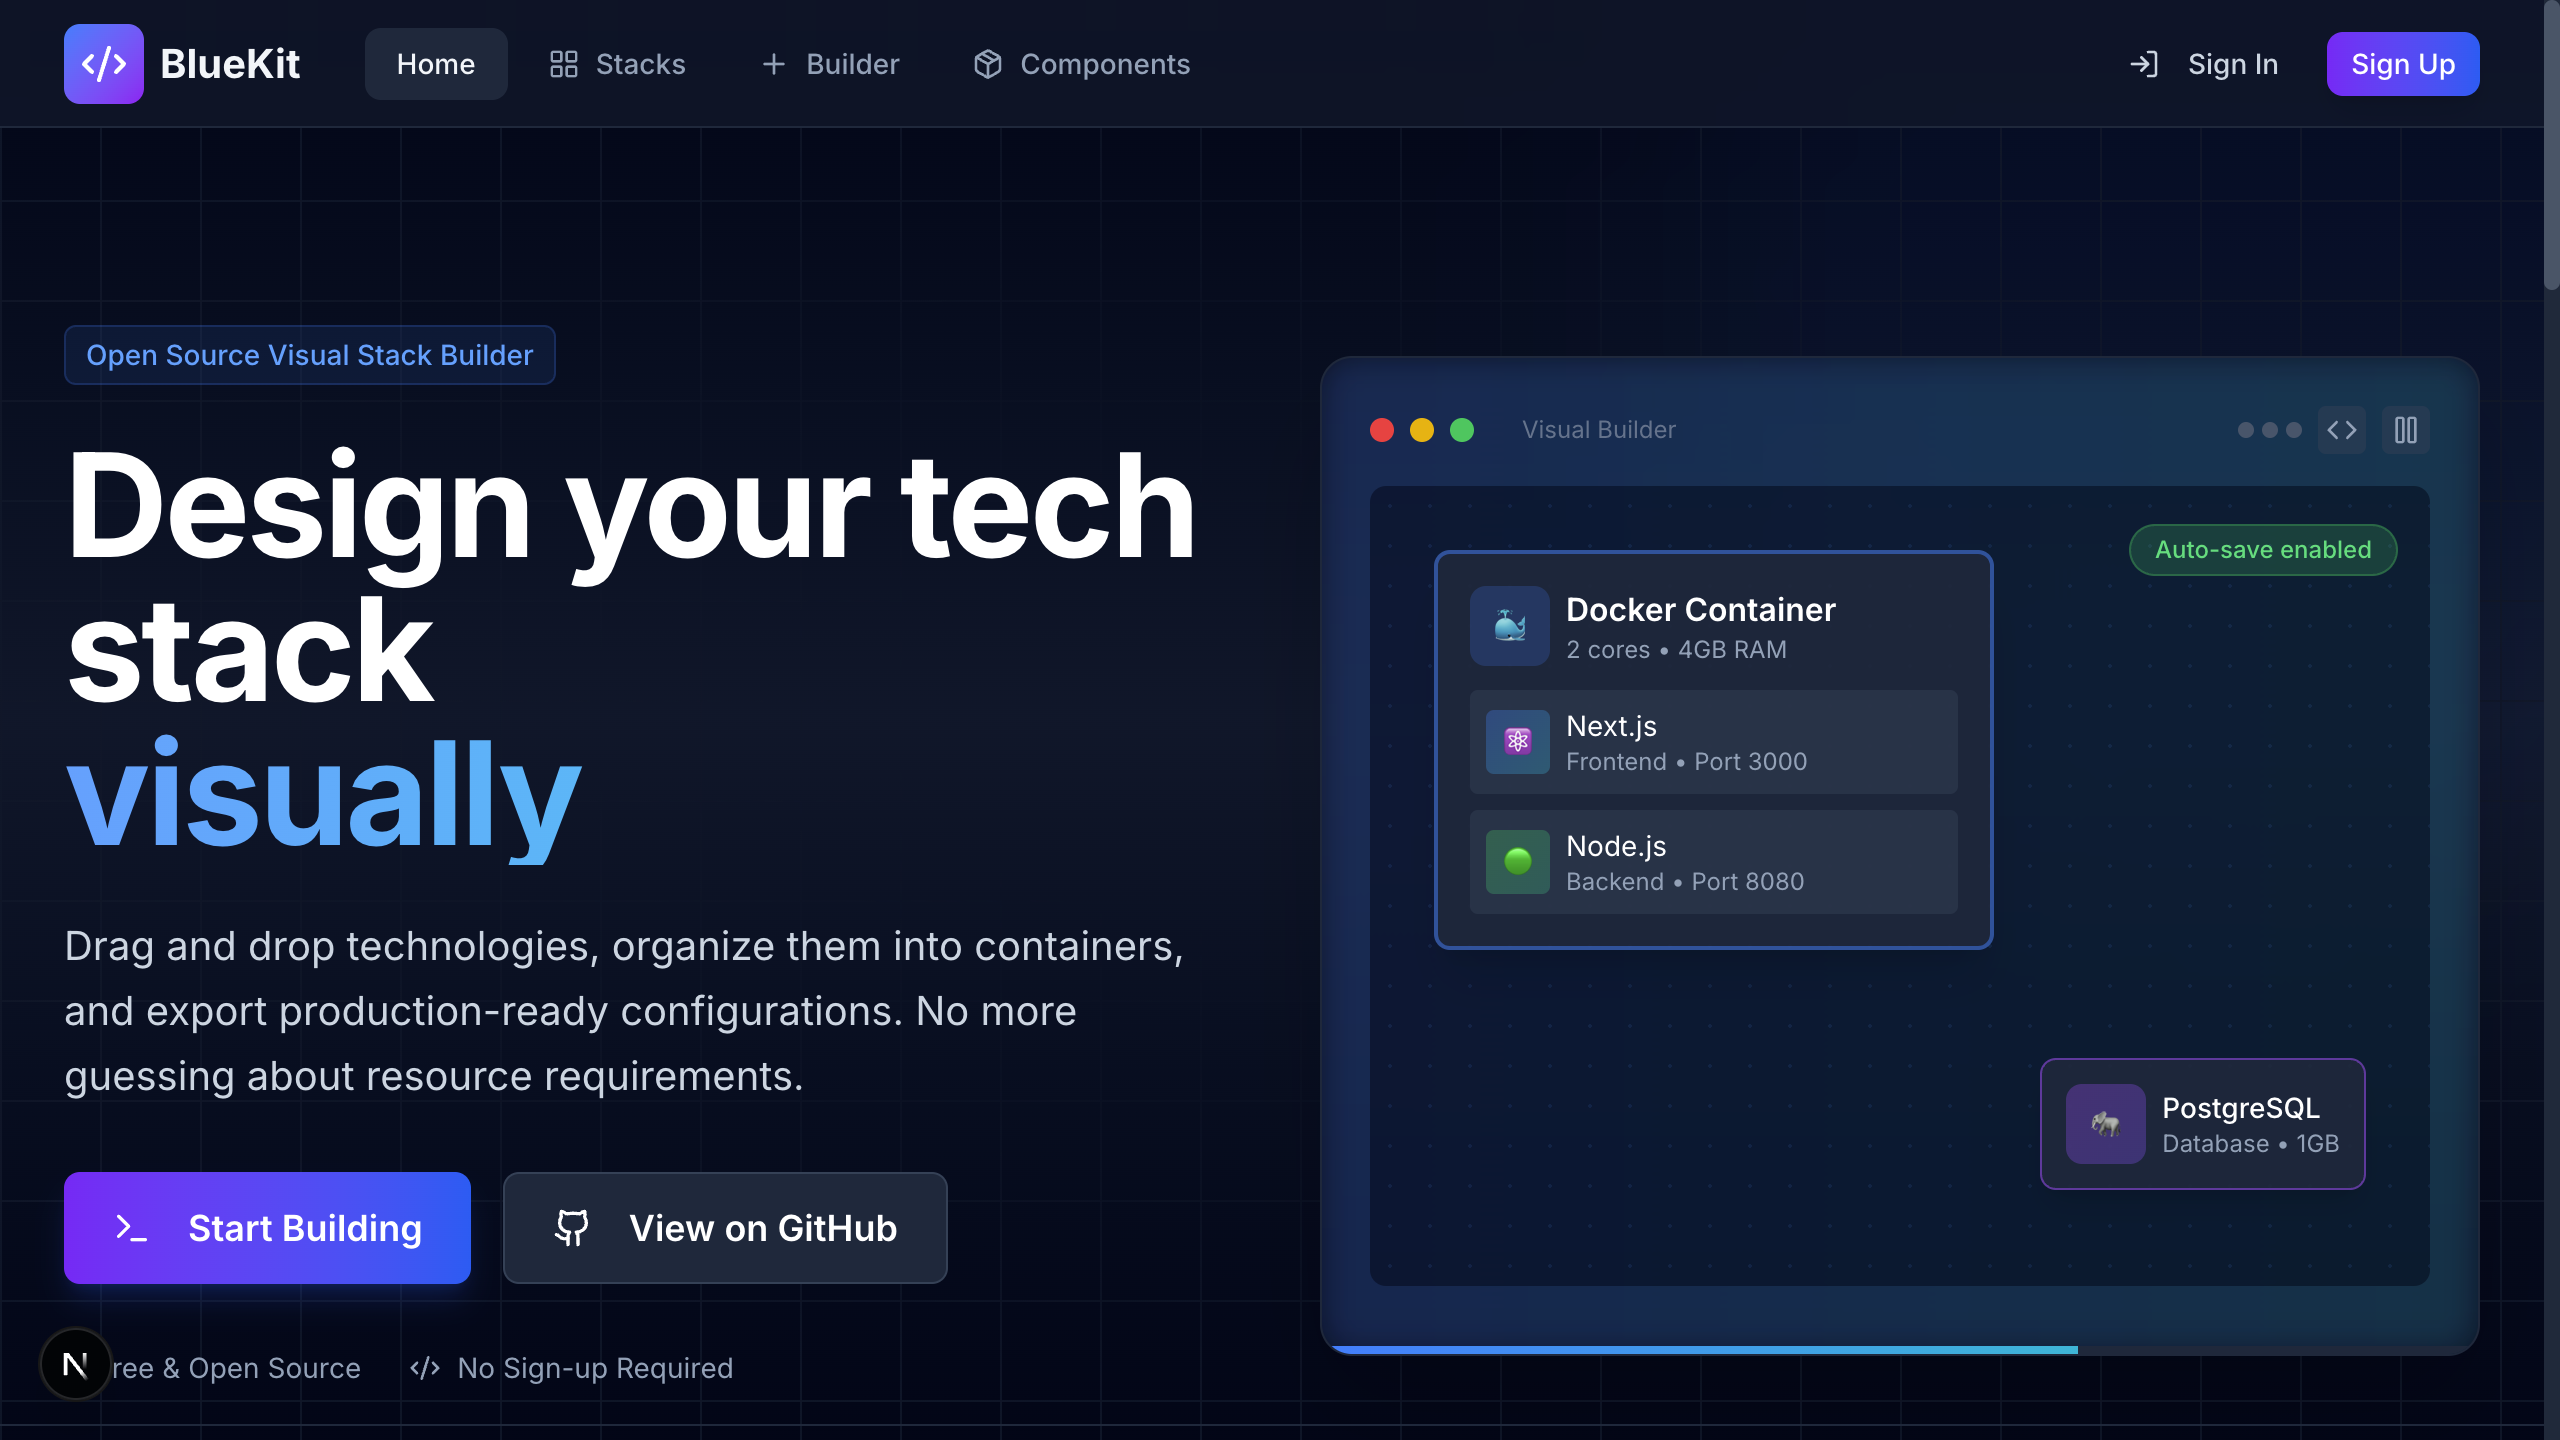 BlueKit
Home
Stacks
Builder
Components
Sign In
Sign Up
Open Source Visual Stack Builder
Design your tech
stack
visually
Drag and drop technologies, organize them into containers,
and export production-ready configurations. No more
guessing about resource requirements.
Start Building
View on GitHub
N
ree & Open Source
No Sign-up Required
Visual Builder
Auto-save enabled
Docker Container
2 cores • 4GB RAM
Next.js
Frontend • Port 3000
Node.js
Backend • Port 8080
PostgreSQL
Database • 1GB